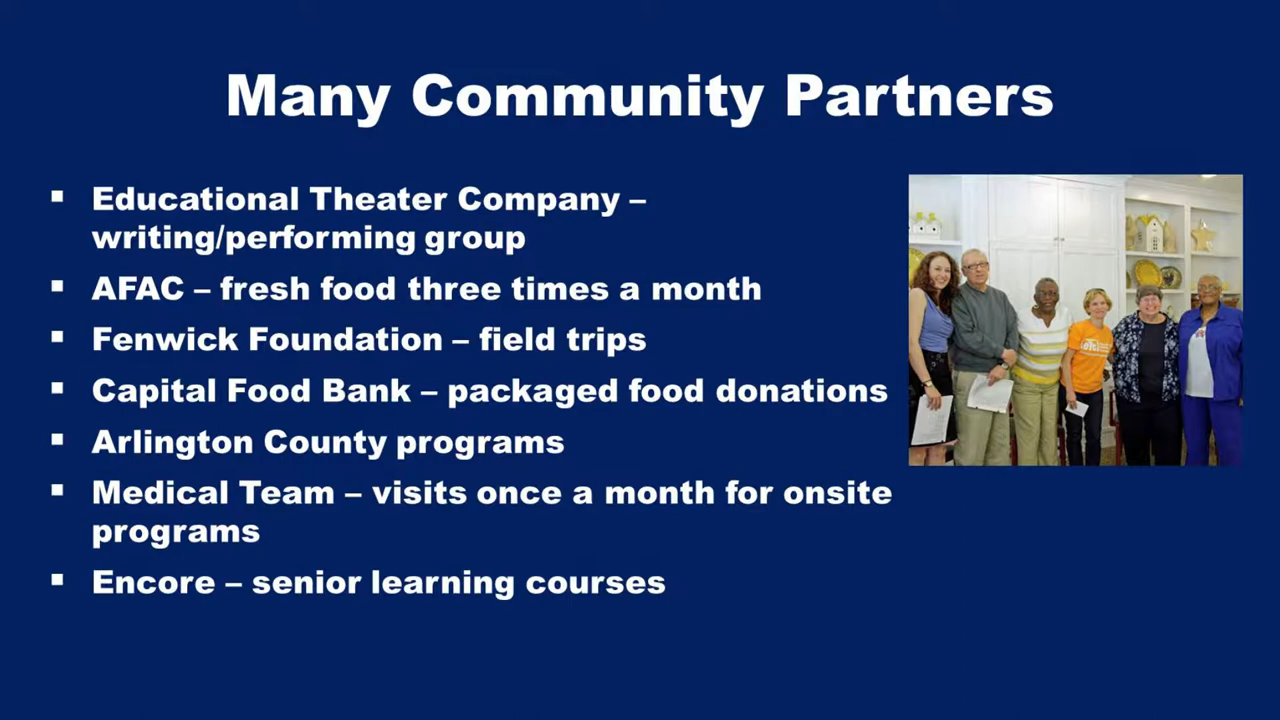 Many Community Partners
▪ Educational Theater Company –
writing/performing group
▪ AFAC – fresh food three times a month
▪ Fenwick Foundation – field trips
▪ Capital Food Bank – packaged food donations
▪ Arlington County programs
▪ Medical Team – visits once a month for onsite
programs
▪ Encore – senior learning courses